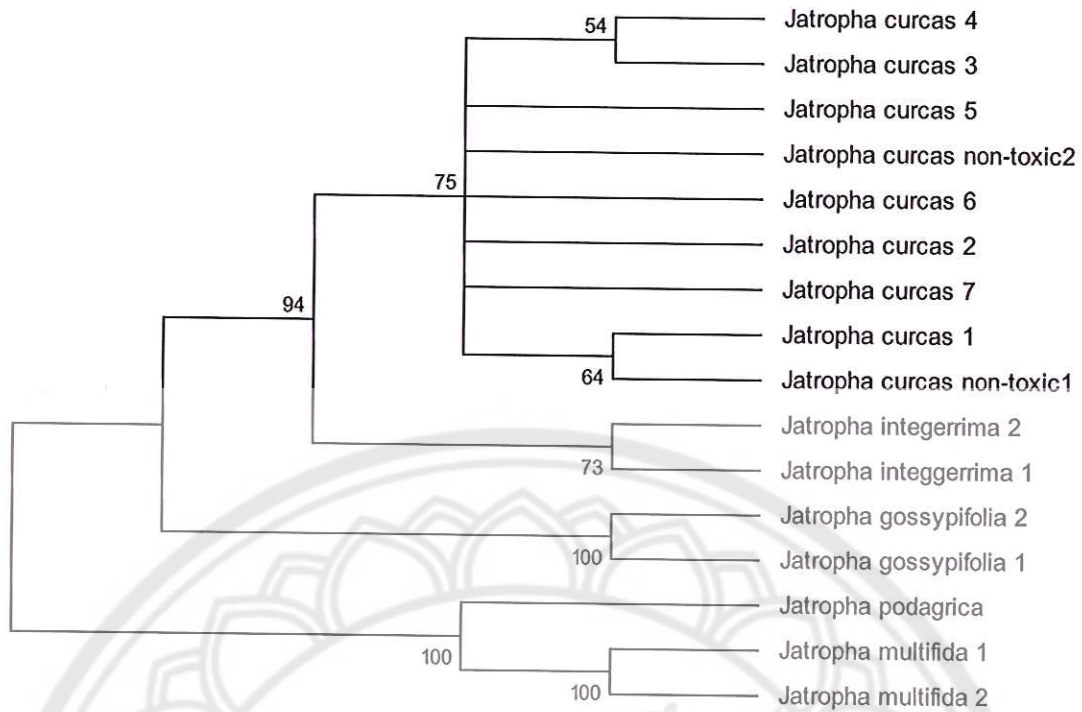 54
Jatropha curcas 4
Jatropha curcas 3
Jatropha curcas 5
Jatropha curcas non-toxic2
75
Jatropha curcas 6
Jatropha curcas 2
Jatropha curcas 7
94
Jatropha curcas 1
64
Jatropha curcas non-toxic1
Jatropha integerrima 2
73
Jatropha integgerrima 1
Jatropha gossypifolia 2
100
Jatropha gossypifolia 1
Jatropha podagrica
100
Jatropha multifida 1
100
Jatropha multifida 2